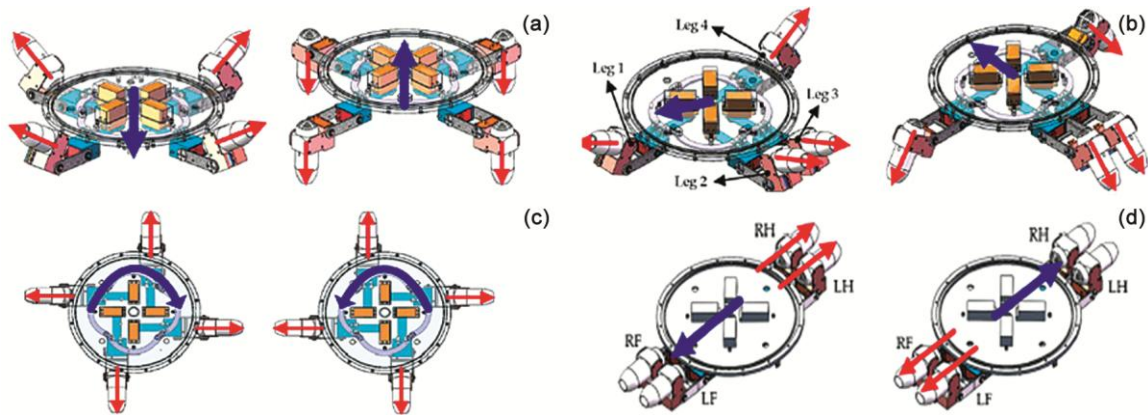 (a)
Leg 4
(b)
Leg 1
Leg 3
Leg 2
(c)
(d)
RH
RH
LH
LH
RF
RF
LF
LF